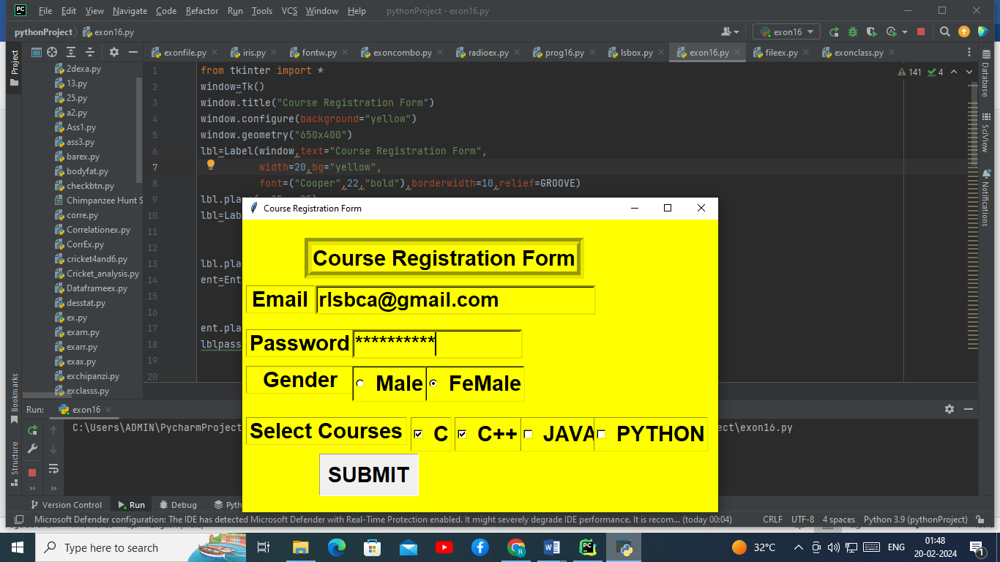 File Edit View Navigate Code Refactor Run Tools VCS Window Help pythonProject - exon16.py
pythonProject exon16.py exon16
Project exonfile.py iris.py fontw.py exoncombo.py radioex.py prog16.py lsbox.py exon16.py fileex.py exonclass.py
2dexa.py
13.py
25.py
a2.py
Ass1.py
ass3.py
barex.py
bodyfat.py
checkbtn.py
Chimpanzee Hunt S
corre.py
Correlationex.py
CorrEx.py
cricket4and6.py
Cricket_analysis.py
Dataframeex.py
desstat.py
ex.py
exam.py
exarr.py
exax.py
exchipanzi.py
exclasss.py
1 from tkinter import *
2 window=Tk()
3 window.title("Course Registration Form")
4 window.configure(background="yellow")
5 window.geometry("650x400")
6 lbl=Label(window,text="Course Registration Form",
7 width=20,bg="yellow",
8 font=("Cooper",22,"bold"),borderwidth=10,relief=GROOVE)
9
10 lbl=Lab
11
12
13 lbl.pla
14 ent=Ent
15
16
17 ent.pla
18 lblpass
19
20
141 4
Database
SciView
Notifications
Course Registration Form
Course Registration Form
Email rlsbca@gmail.com
Password **********
Gender Male FeMale
Select Courses C C++ JAVA PYTHON
SUBMIT
Bookmarks
Structure
Run: exon16
C:\Users\ADMIN\PycharmProject ject\exon16.py
Version Control Run Debug Pyth
Microsoft Defender configuration: The IDE has detected Microsoft Defender with Real-Time Protection enabled. It might severely degrade IDE performance. It is recom... (today 00:04) CRLF UTF-8 4 spaces Python 3.9 (pythonProject)
Type here to search 32°C ENG 01:48
20-02-2024 1